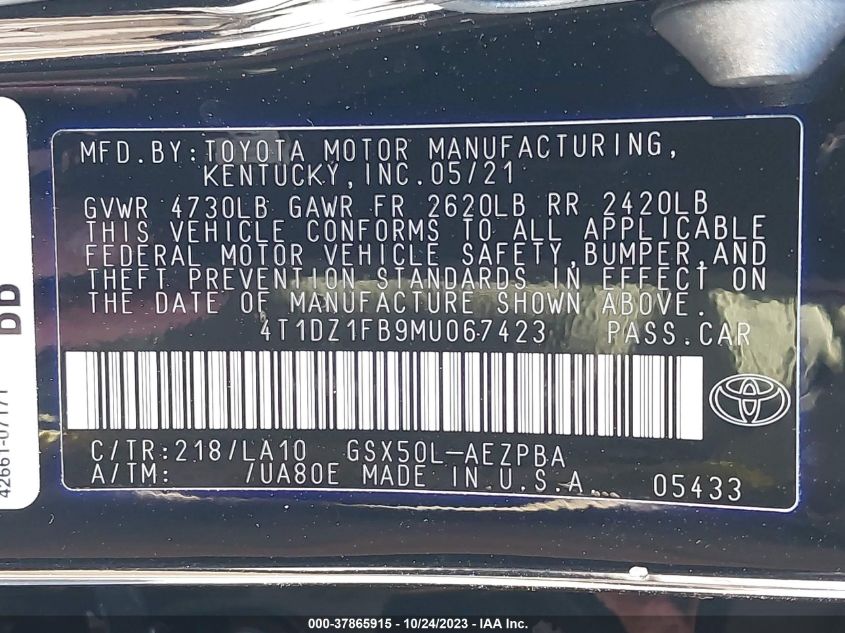 MFD.BY:TOYOTA MOTOR MANUFACTURING,
KENTUCKY,INC.05/21
GVWR 4730LB GAWR FR 2620LB RR 2420LB
THIS VEHICLE CONFORMS TO ALL APPLICABLE
FEDERAL MOTOR VEHICLE SAFETY,BUMPER,AND
THEFT PREVENTION STANDARDS IN EFFECT ON
THE DATE OF MANUFACTURE SHOWN ABOVE.
4T1DZ1FB9MU067423 PASS.CAR
C/TR:218/LA10 GSX50L-AEZPBA
A/TM: /UA80E MADE IN U.S.A. 05433
42661-07171
000-37865915 - 10/24/2023 - IAA Inc.